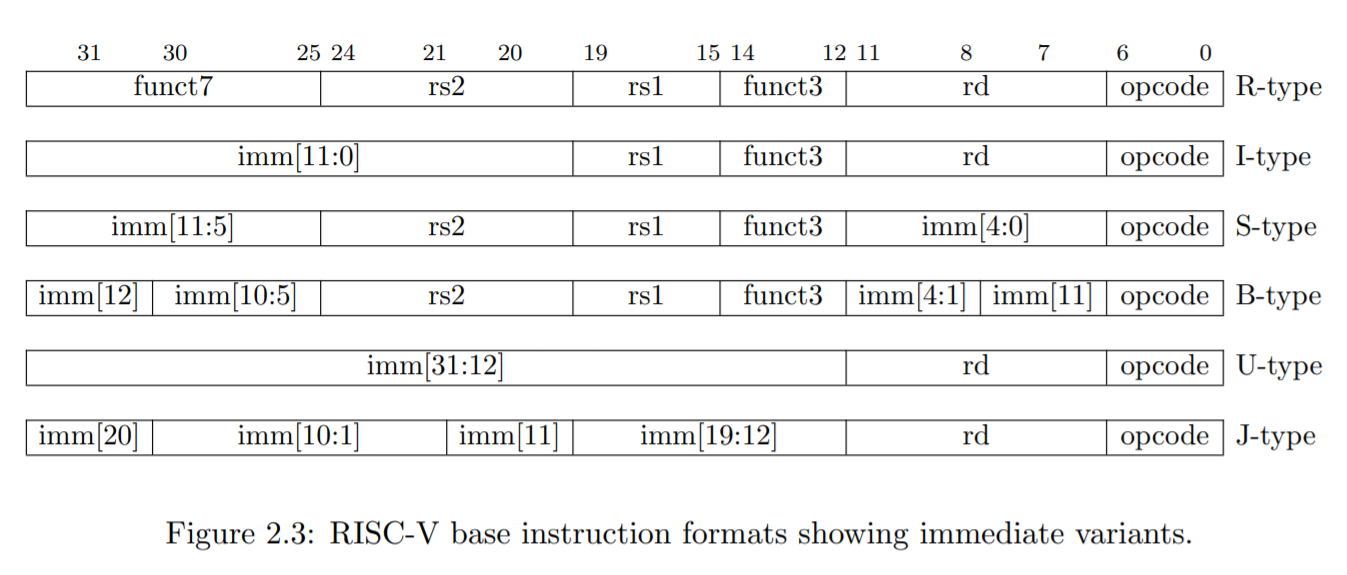 31 30 25 24 21 20 19 15 14 12 11 8 7 6 0
funct7 rs2 rs1 funct3 rd opcode R-type
imm[11:0] rs1 funct3 rd opcode I-type
imm[11:5] rs2 rs1 funct3 imm[4:0] opcode S-type
imm[12] imm[10:5] rs2 rs1 funct3 imm[4:1] imm[11] opcode B-type
imm[31:12] rd opcode U-type
imm[20] imm[10:1] imm[11] imm[19:12] rd opcode J-type
Figure 2.3: RISC-V base instruction formats showing immediate variants.